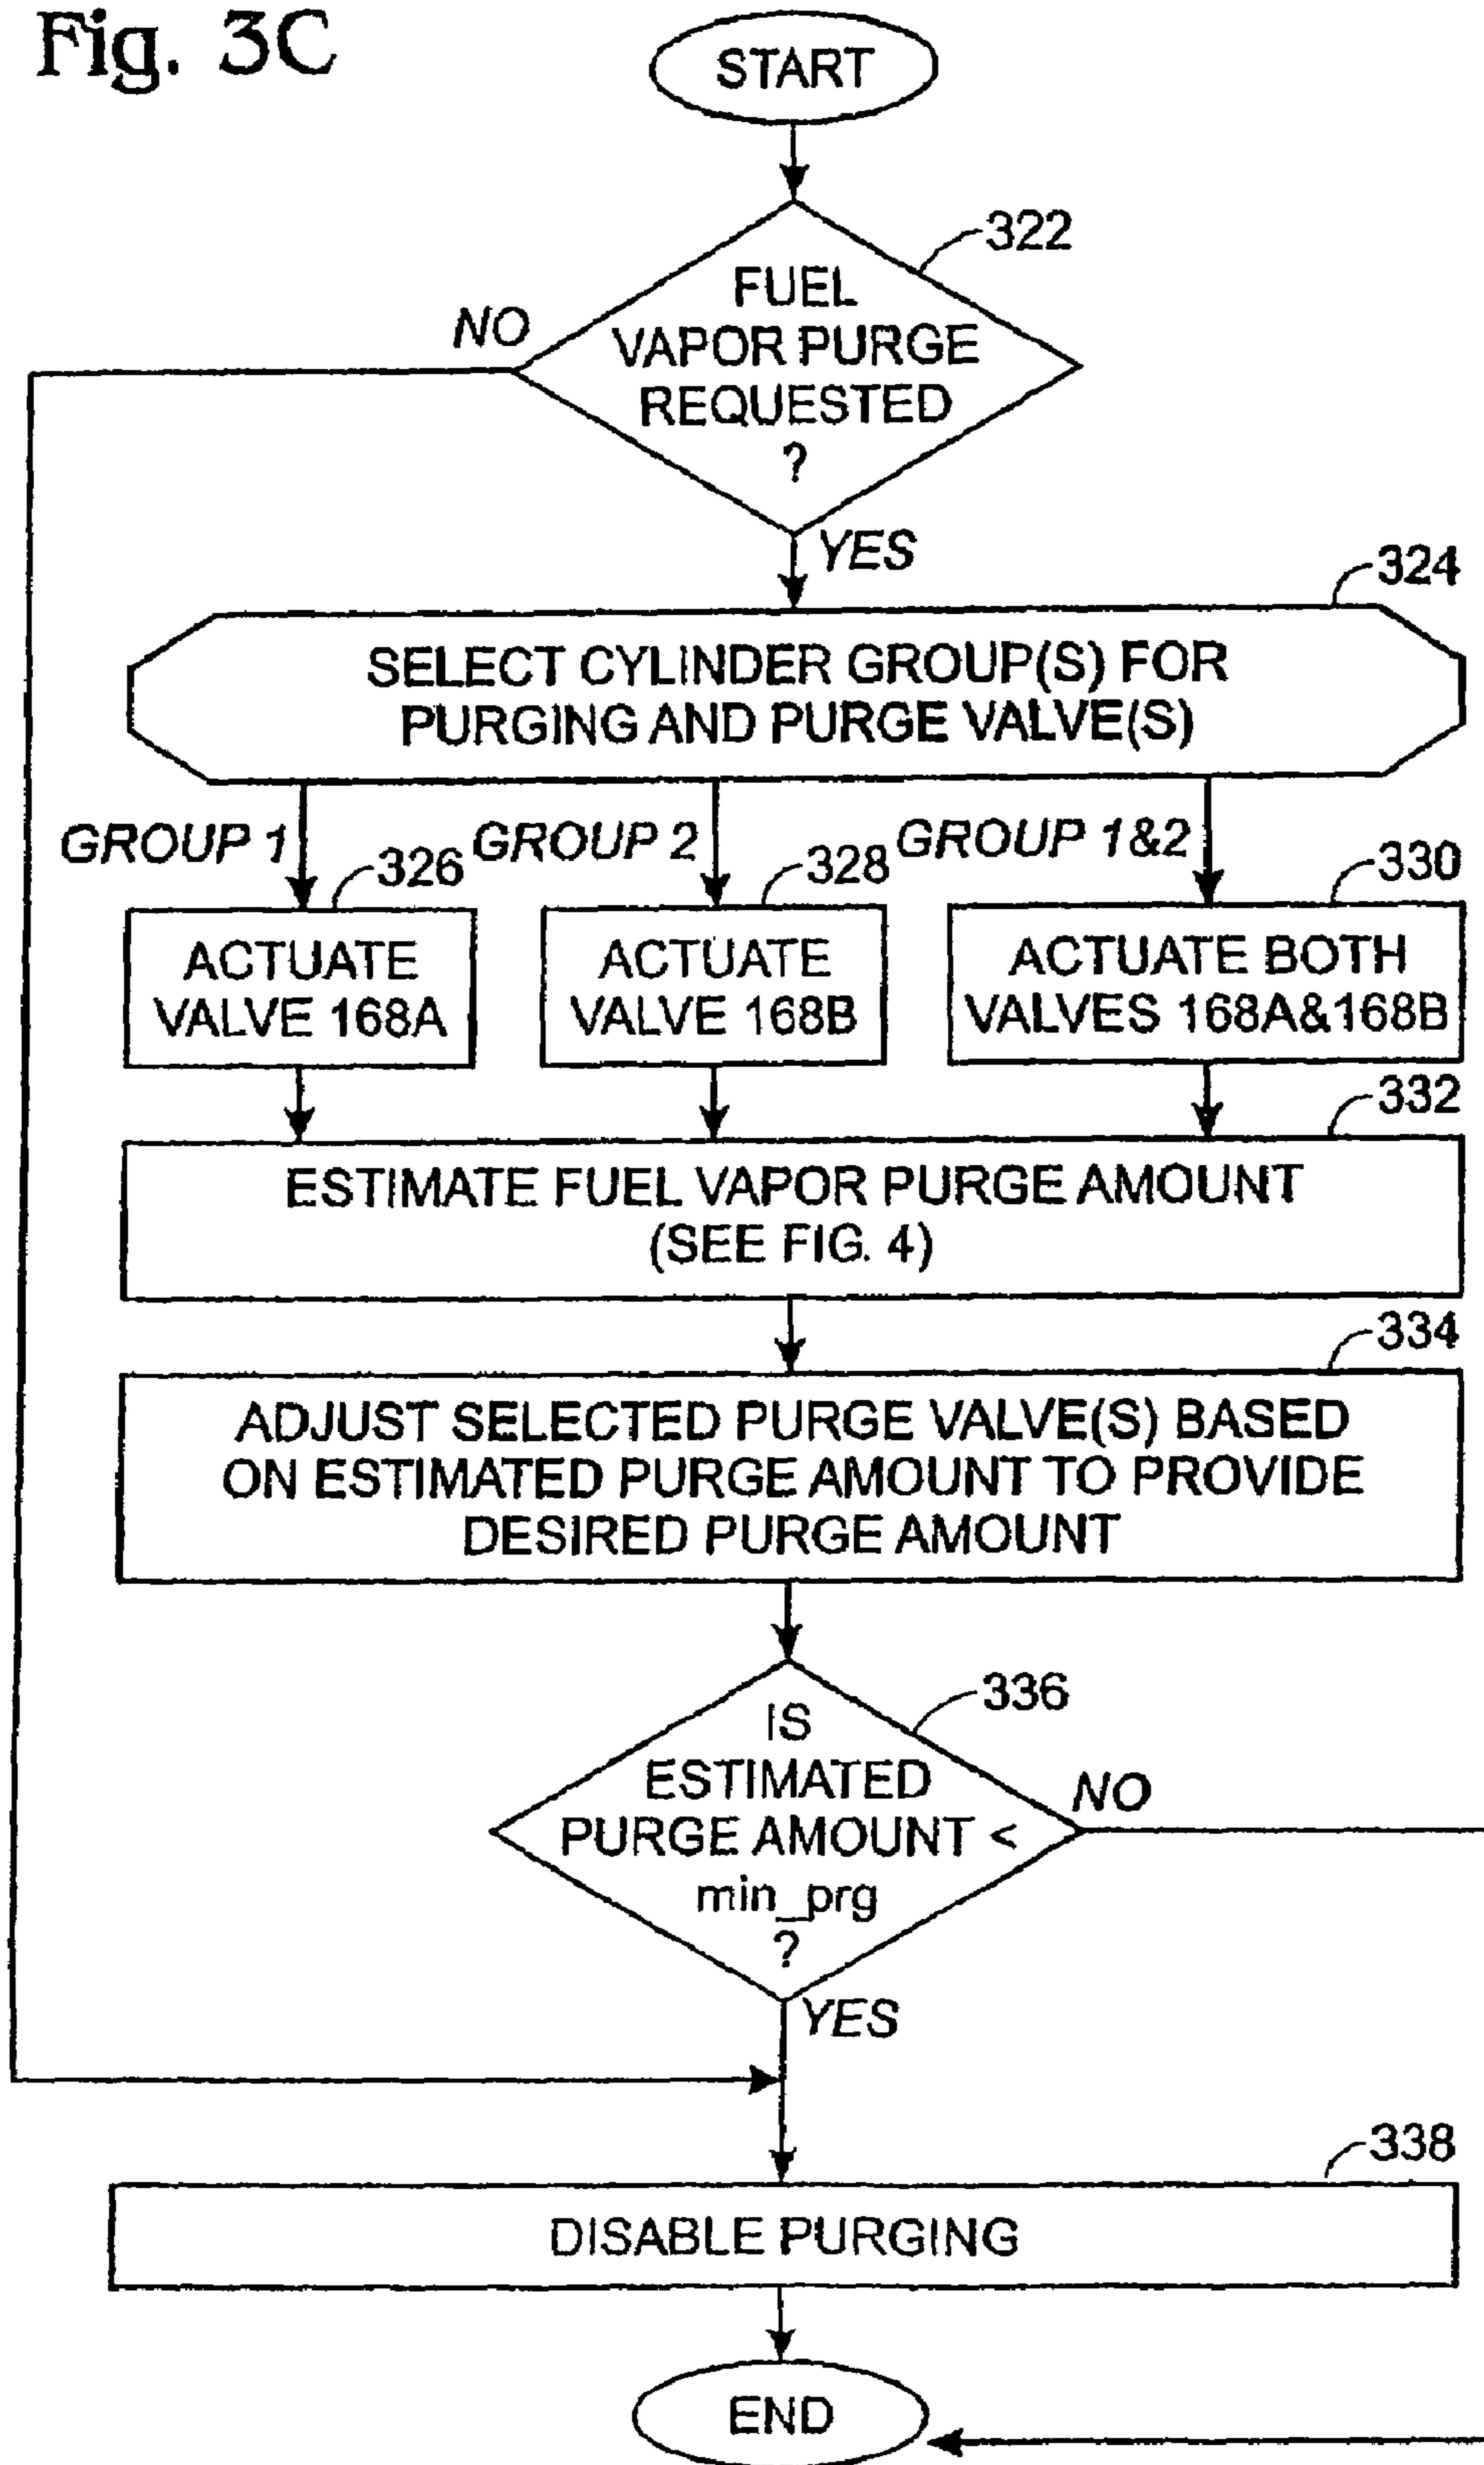 Fig. 3C
START
322
FUEL
VAPOR PURGE
REQUESTED
?
NO
YES
324
SELECT CYLINDER GROUP(S) FOR
PURGING AND PURGE VALVE(S)
GROUP 1
GROUP 2
GROUP 1&2
326
328
330
ACTUATE
VALVE 168A
ACTUATE
VALVE 168B
ACTUATE BOTH
VALVES 168A&168B
332
ESTIMATE FUEL VAPOR PURGE AMOUNT
(SEE FIG. 4)
334
ADJUST SELECTED PURGE VALVE(S) BASED
ON ESTIMATED PURGE AMOUNT TO PROVIDE
DESIRED PURGE AMOUNT
336
IS
ESTIMATED
PURGE AMOUNT <
min_prg
?
NO
YES
338
DISABLE PURGING
END